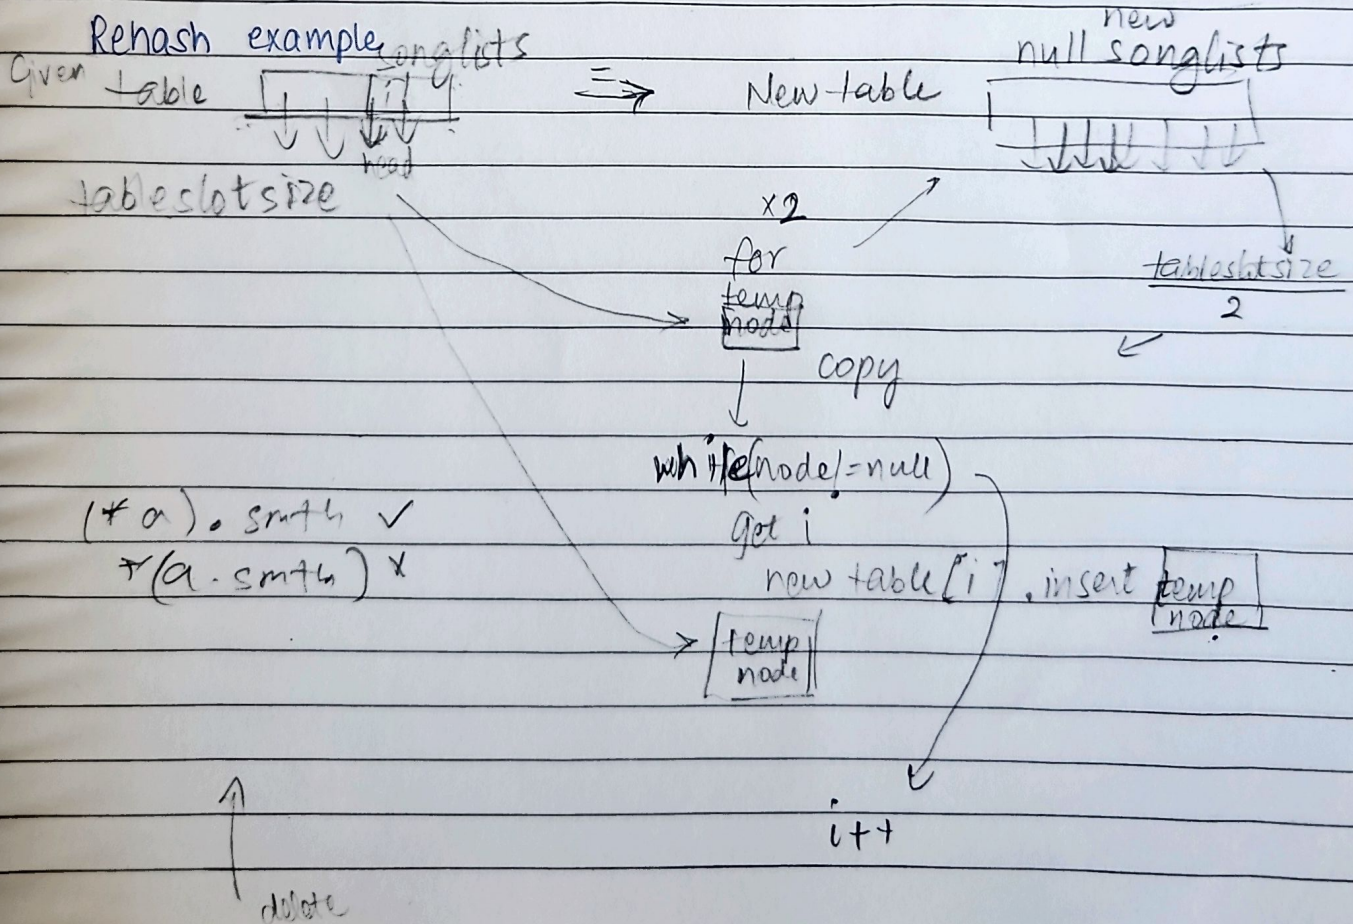 Rehash example
songlists
new
null songlists
Given table
New table
head
tableslotsize
x2
for
temp
node
tableslotsize
2
copy
while(node!=null)
get i
new table[i].insert temp
node
(*a).smth ✓
*(a.smth) x
temp
node
i++
delete